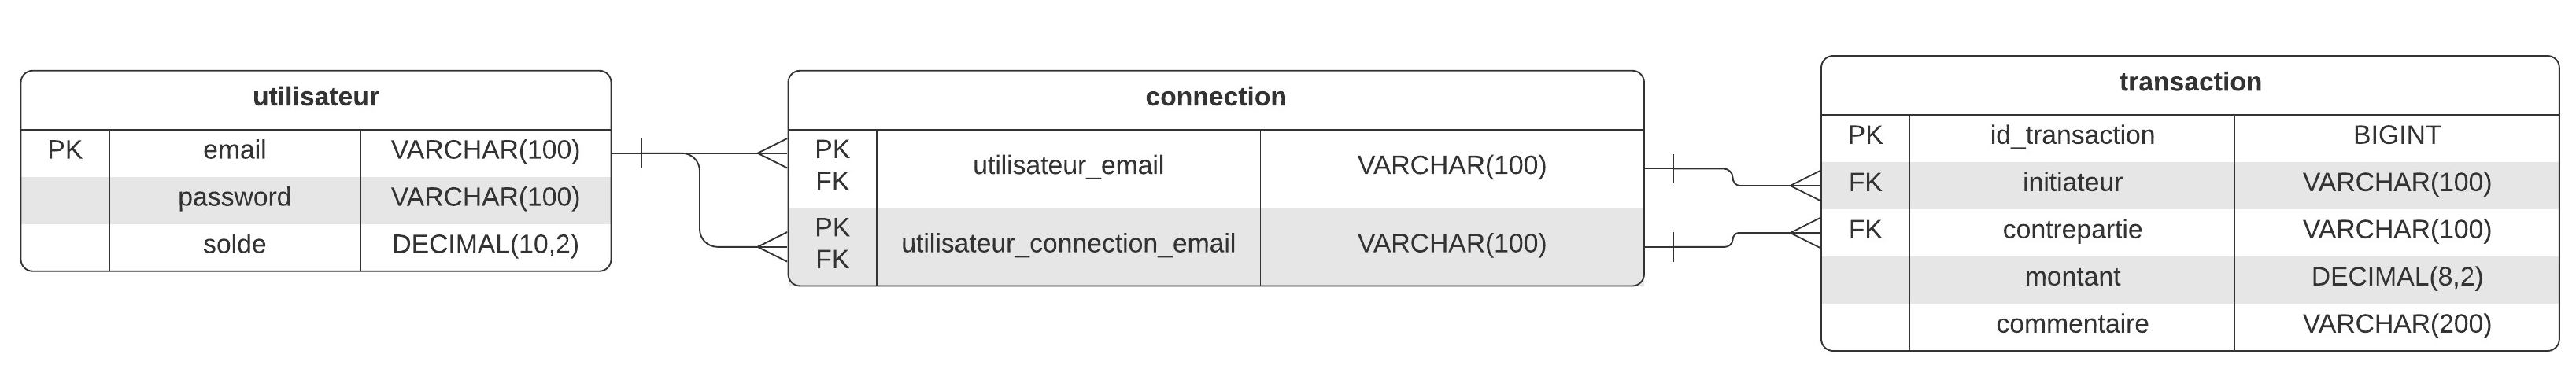 utilisateur
PK email VARCHAR(100)
password VARCHAR(100)
solde DECIMAL(10,2)
connection
PK
FK
utilisateur_email VARCHAR(100)
PK
FK
utilisateur_connection_email VARCHAR(100)
transaction
PK id_transaction BIGINT
FK initiateur VARCHAR(100)
FK contrepartie VARCHAR(100)
montant DECIMAL(8,2)
commentaire VARCHAR(200)